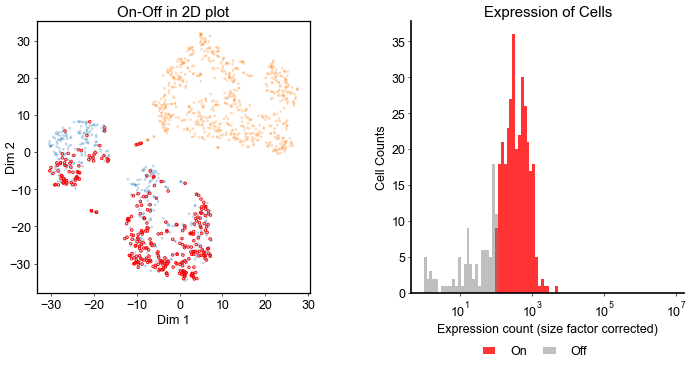 On-Off in 2D plot
30
20
10
0
−10
−20
−30
Dim 2
−30 −20 −10 0 10 20 30
Dim 1
Expression of Cells
35
30
25
20
15
10
5
0
Cell Counts
10^1 10^3 10^5 10^7
Expression count (size factor corrected)
On Off